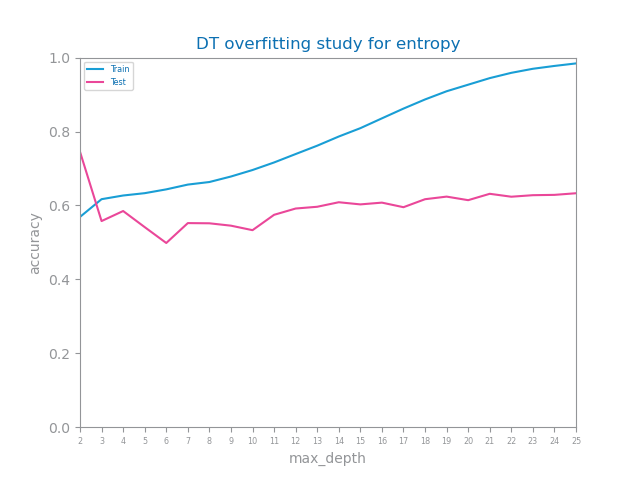 DT overfitting study for entropy
1.0
Train
Test
0.8
0.6
0.4
0.2
0.0
accuracy
2 3 4 5 6 7 8 9 10 11 12 13 14 15 16 17 18 19 20 21 22 23 24 25
max_depth